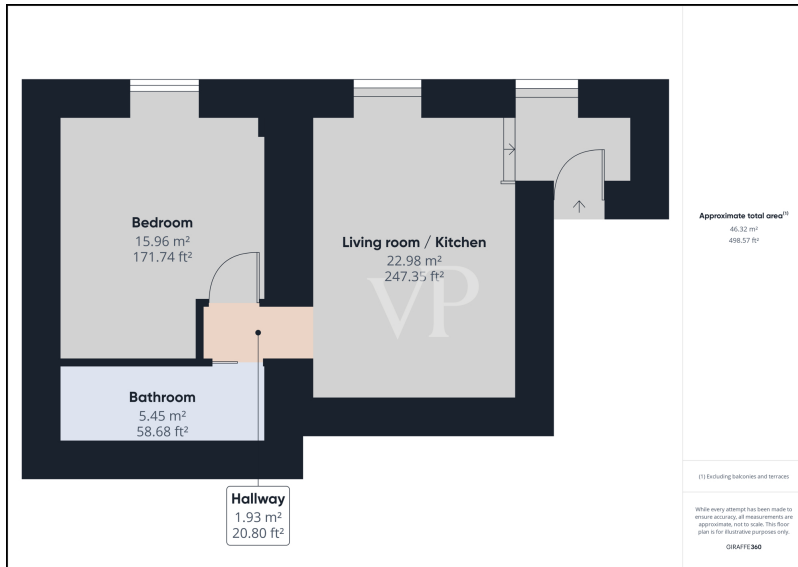 Bedroom
15.96 m²
171.74 ft²
Living room / Kitchen
22.98 m²
247.35 ft²
VP
Bathroom
5.45 m²
58.68 ft²
Hallway
1.93 m²
20.80 ft²
Approximate total area(1)
46.32 m²
498.57 ft²
(1) Excluding balconies and terraces
While every attempt has been made to
ensure accuracy, all measurements are
approximate, not to scale. This floor
plan is for illustrative purposes only.
GIRAFFE360